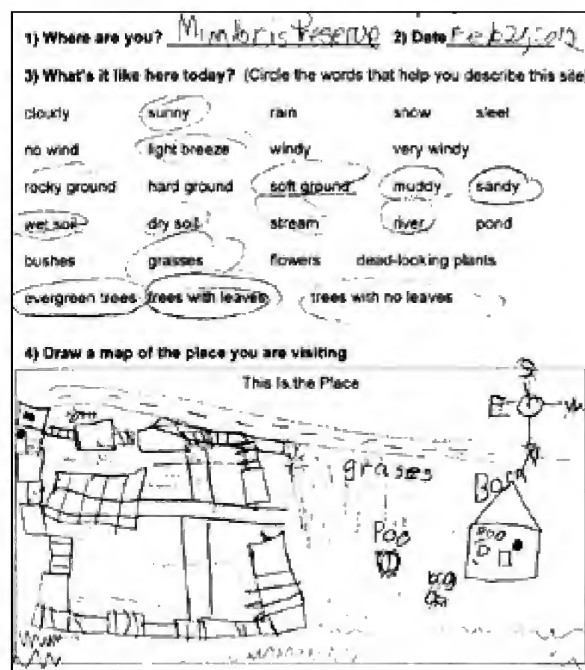 1) Where are you? Reserve 2) Date Feb 21, 2012
3) What's it like here today? (Circle the words that help you describe this site
cloudy sunny rain snow sleet
no wind light breeze windy very windy
rocky ground hard ground soft ground muddy sandy
wet soil dry soil stream river pond
bushes grasses flowers dead-looking plants
evergreen trees trees with leaves trees with no leaves
4) Draw a map of the place you are visiting
This is the Place
S
E
grases
Barn
Poo
Poo